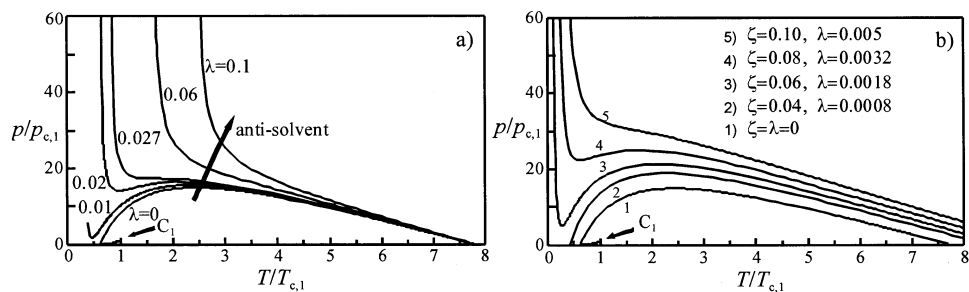 a)
60
40
20
0
p/p_c,1
λ=0.1
0.06
0.027
0.02
0.01
λ=0
anti-solvent
C₁
0 1 2 3 4 5 6 7 8
T/T_c,1
b)
60
40
20
0
p/p_c,1
5) ζ=0.10, λ=0.005
4) ζ=0.08, λ=0.0032
3) ζ=0.06, λ=0.0018
2) ζ=0.04, λ=0.0008
1) ζ=λ=0
5
4
3
2
1
C₁
0 1 2 3 4 5 6 7 8
T/T_c,1